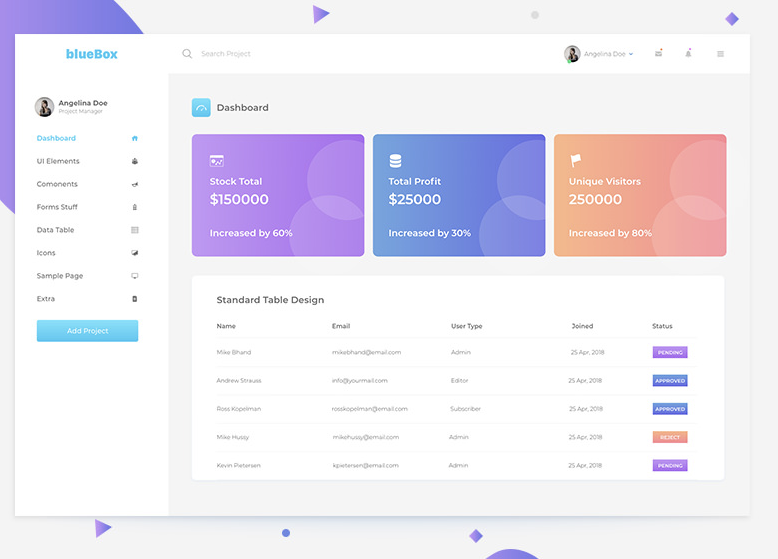 blueBox
Search Project
Angelina Doe
Angelina Doe
Project Manager
Dashboard
UI Elements
Comonents
Forms Stuff
Data Table
Icons
Sample Page
Extra
Add Project
Dashboard
Stock Total
$150000
Increased by 60%
Total Profit
$25000
Increased by 30%
Unique Visitors
250000
Increased by 80%
Standard Table Design
Name Email User Type Joined Status
Mike Bhand mikebhand@email.com Admin 25 Apr, 2018 PENDING
Andrew Strauss info@yourmail.com Editor 25 Apr, 2018 APPROVED
Ross Kopelman rosskopelman@email.com Subscriber 25 Apr, 2018 APPROVED
Mike Hussy mikehussy@email.com Admin 25 Apr, 2018 REJECT
Kevin Petersen kpietersen@email.com Admin 25 Apr, 2018 PENDING